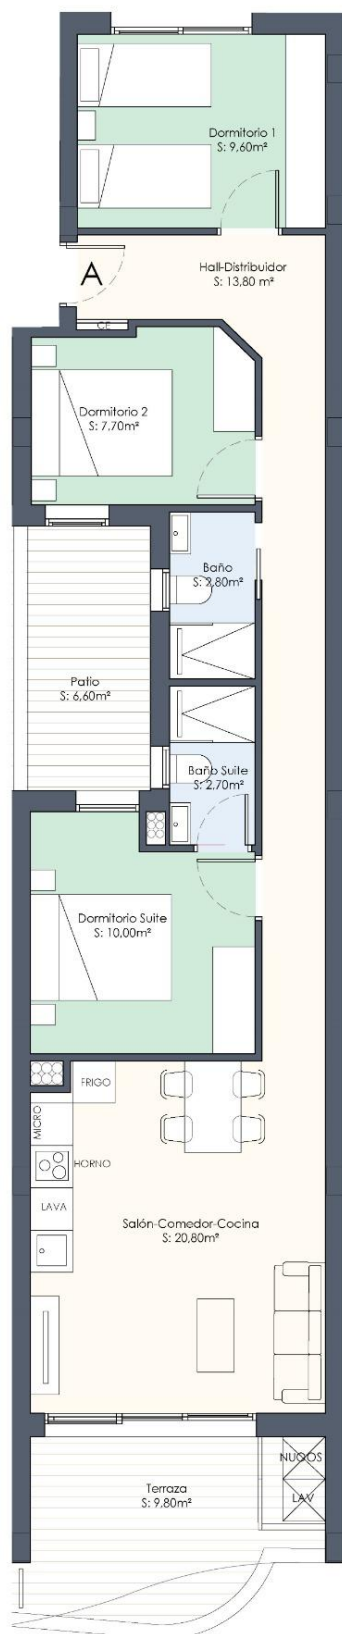 Dormitorio 1
S: 9,60m²
A
Hall-Distribuidor
S: 13,80 m²
CE
Dormitorio 2
S: 7,70m²
Baño
S: 2,80m²
Patio
S: 6,60m²
Baño Suite
S: 2,70m²
Dormitorio Suite
S: 10,00m²
FRIGO
MICRO
HORNO
LAVA
Salón-Comedor-Cocina
S: 20,80m²
NUQOS
LAV
Terraza
S: 9,80m²